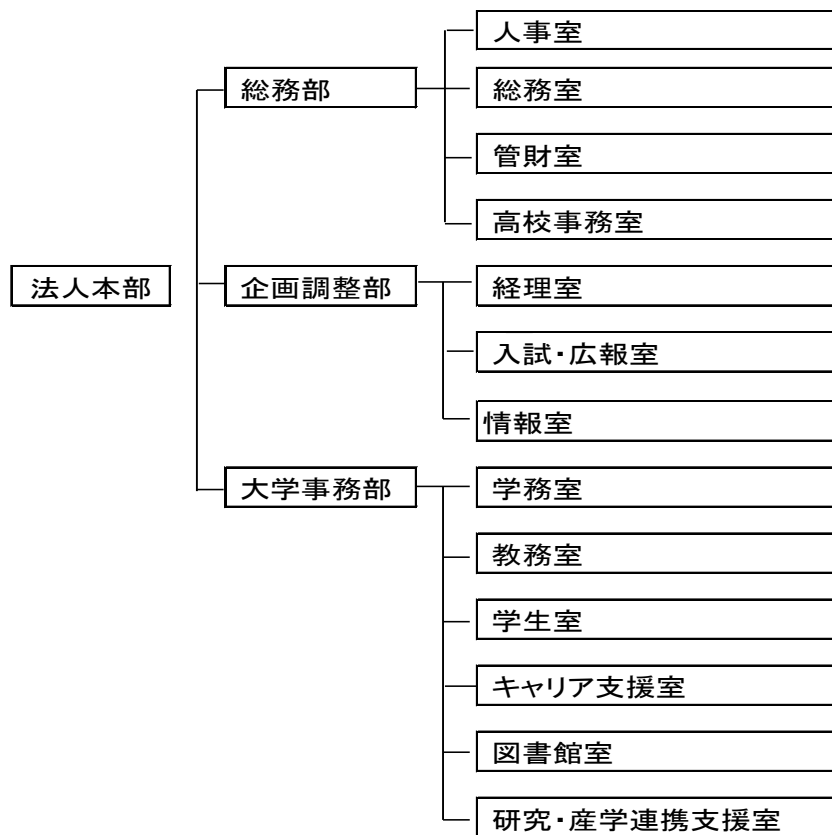 人事室
総務部
総務室
管財室
高校事務室
法人本部
企画調整部
経理室
入試・広報室
情報室
大学事務部
学務室
教務室
学生室
キャリア支援室
図書館室
研究・産学連携支援室